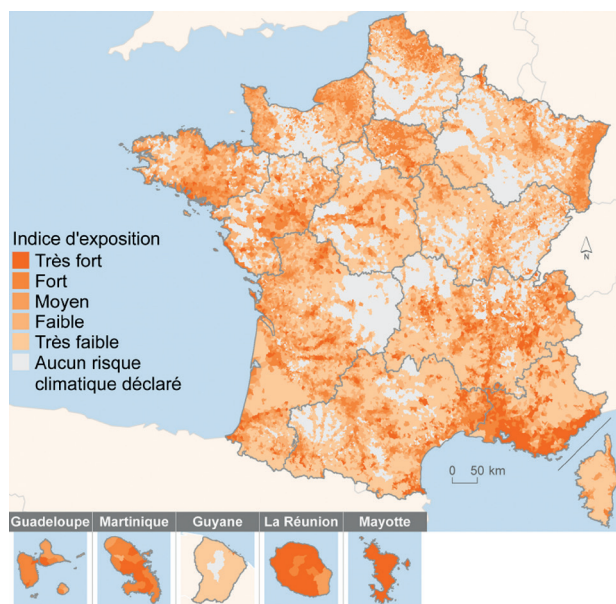 Indice d'exposition
Très fort
Fort
Moyen
Faible
Très faible
Aucun risque
climatique déclaré
N
0 50 km
Guadeloupe Martinique Guyane La Réunion Mayotte